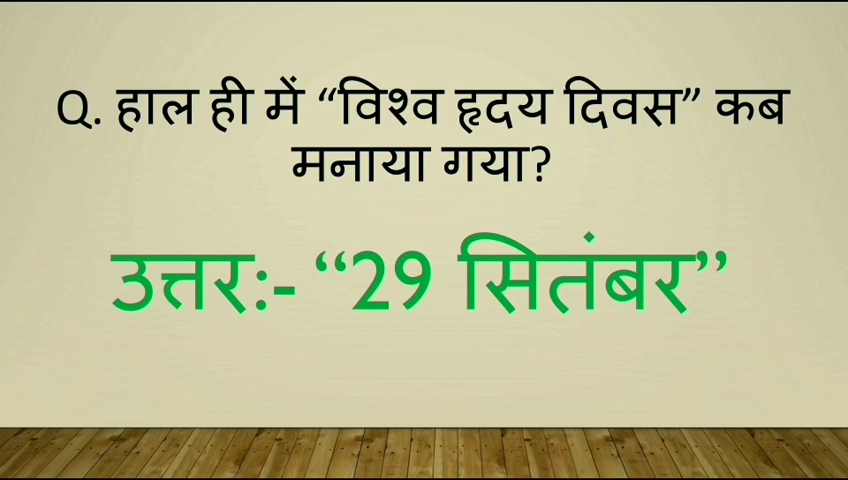 Q. हाल ही में “विश्व हृदय दिवस” कब
मनाया गया?
उत्तर:- “29 सितंबर”